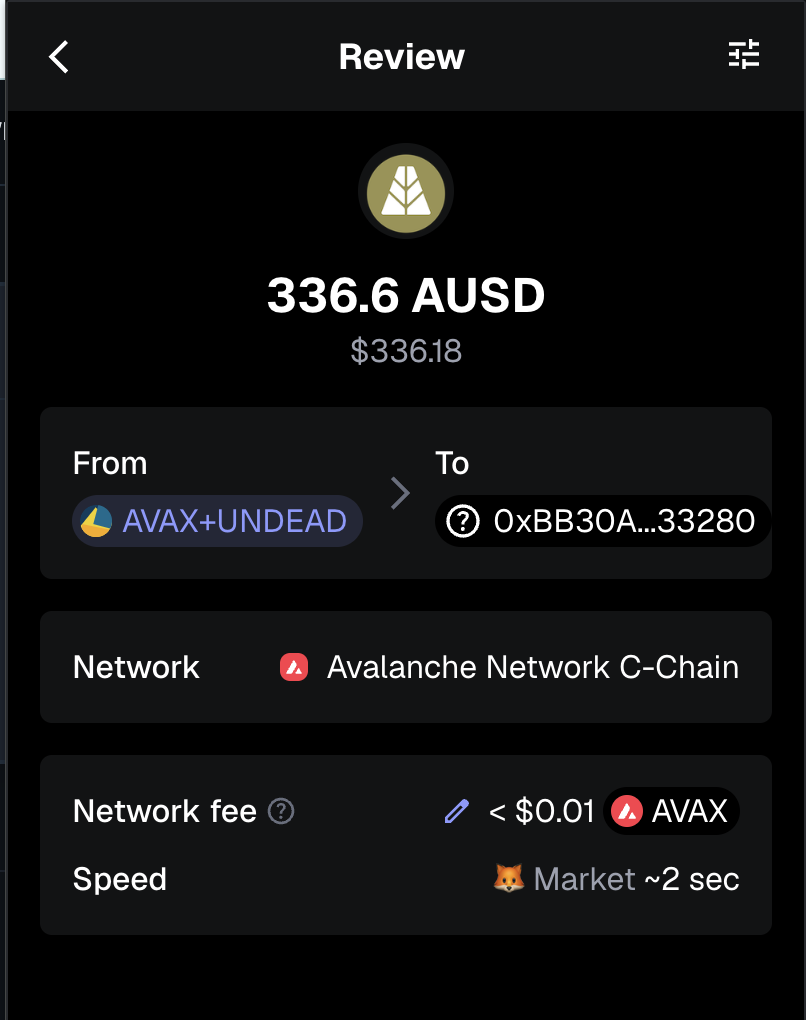 Review
336.6 AUSD
$336.18
From
To
AVAX+UNDEAD
0xBB30A...33280
Network
Avalanche Network C-Chain
Network fee
< $0.01
AVAX
Speed
Market ~2 sec